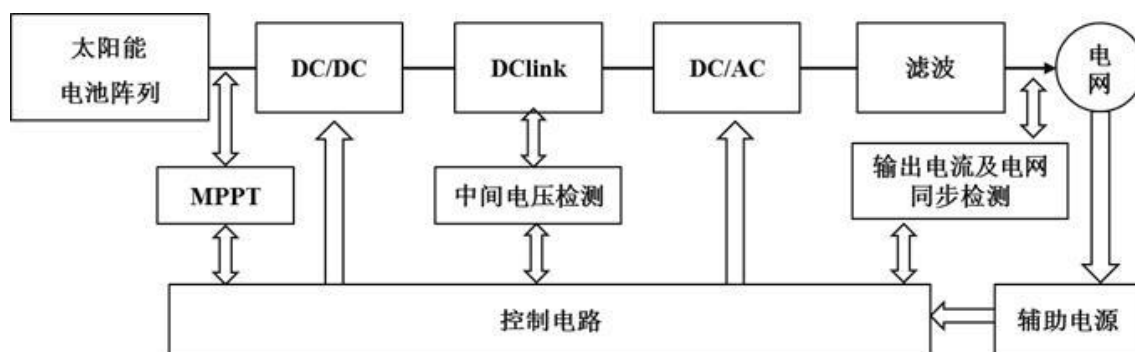 太阳能
电池阵列
DC/DC
DClink
DC/AC
滤波
电
网
MPPT
中间电压检测
输出电流及电网
同步检测
控制电路
辅助电源